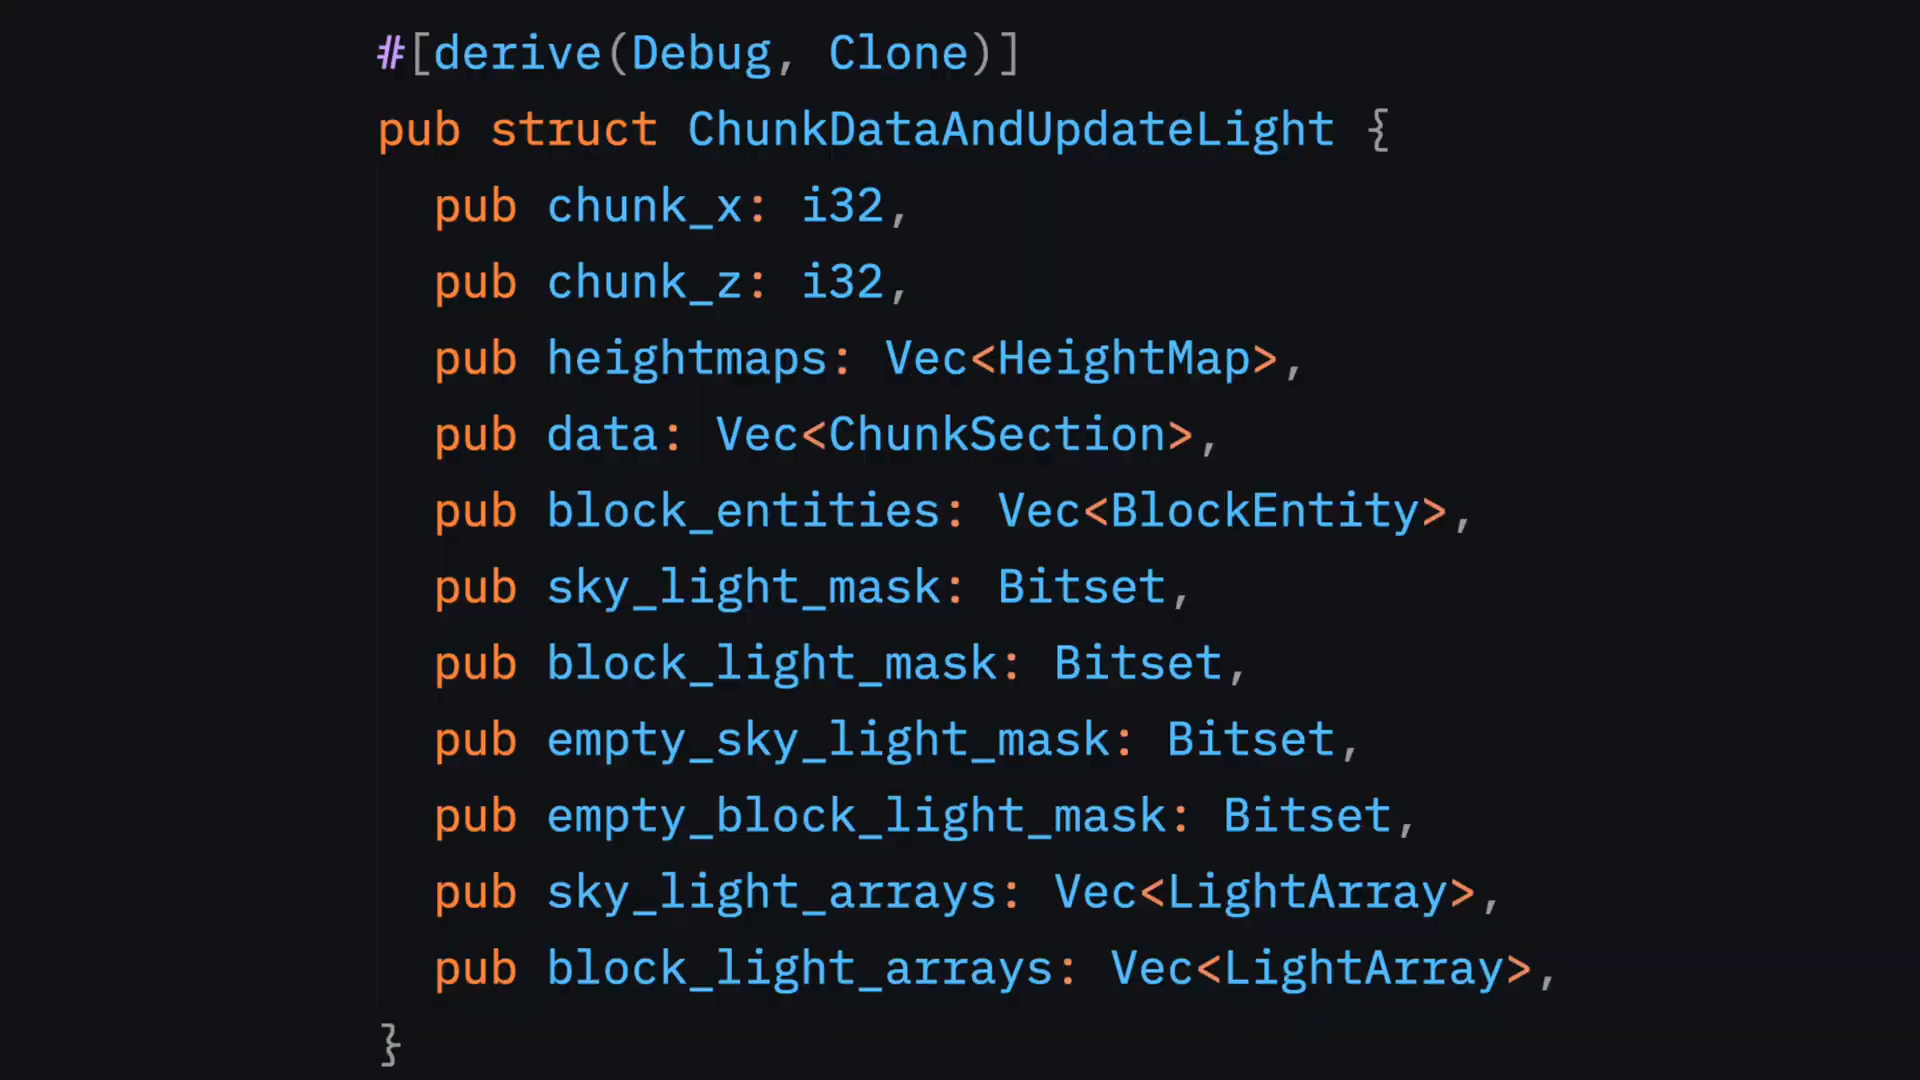 #[derive(Debug, Clone)]
pub struct ChunkDataAndUpdateLight {
pub chunk_x: i32,
pub chunk_z: i32,
pub heightmaps: Vec<HeightMap>,
pub data: Vec<ChunkSection>,
pub block_entities: Vec<BlockEntity>,
pub sky_light_mask: Bitset,
pub block_light_mask: Bitset,
pub empty_sky_light_mask: Bitset,
pub empty_block_light_mask: Bitset,
pub sky_light_arrays: Vec<LightArray>,
pub block_light_arrays: Vec<LightArray>,
}